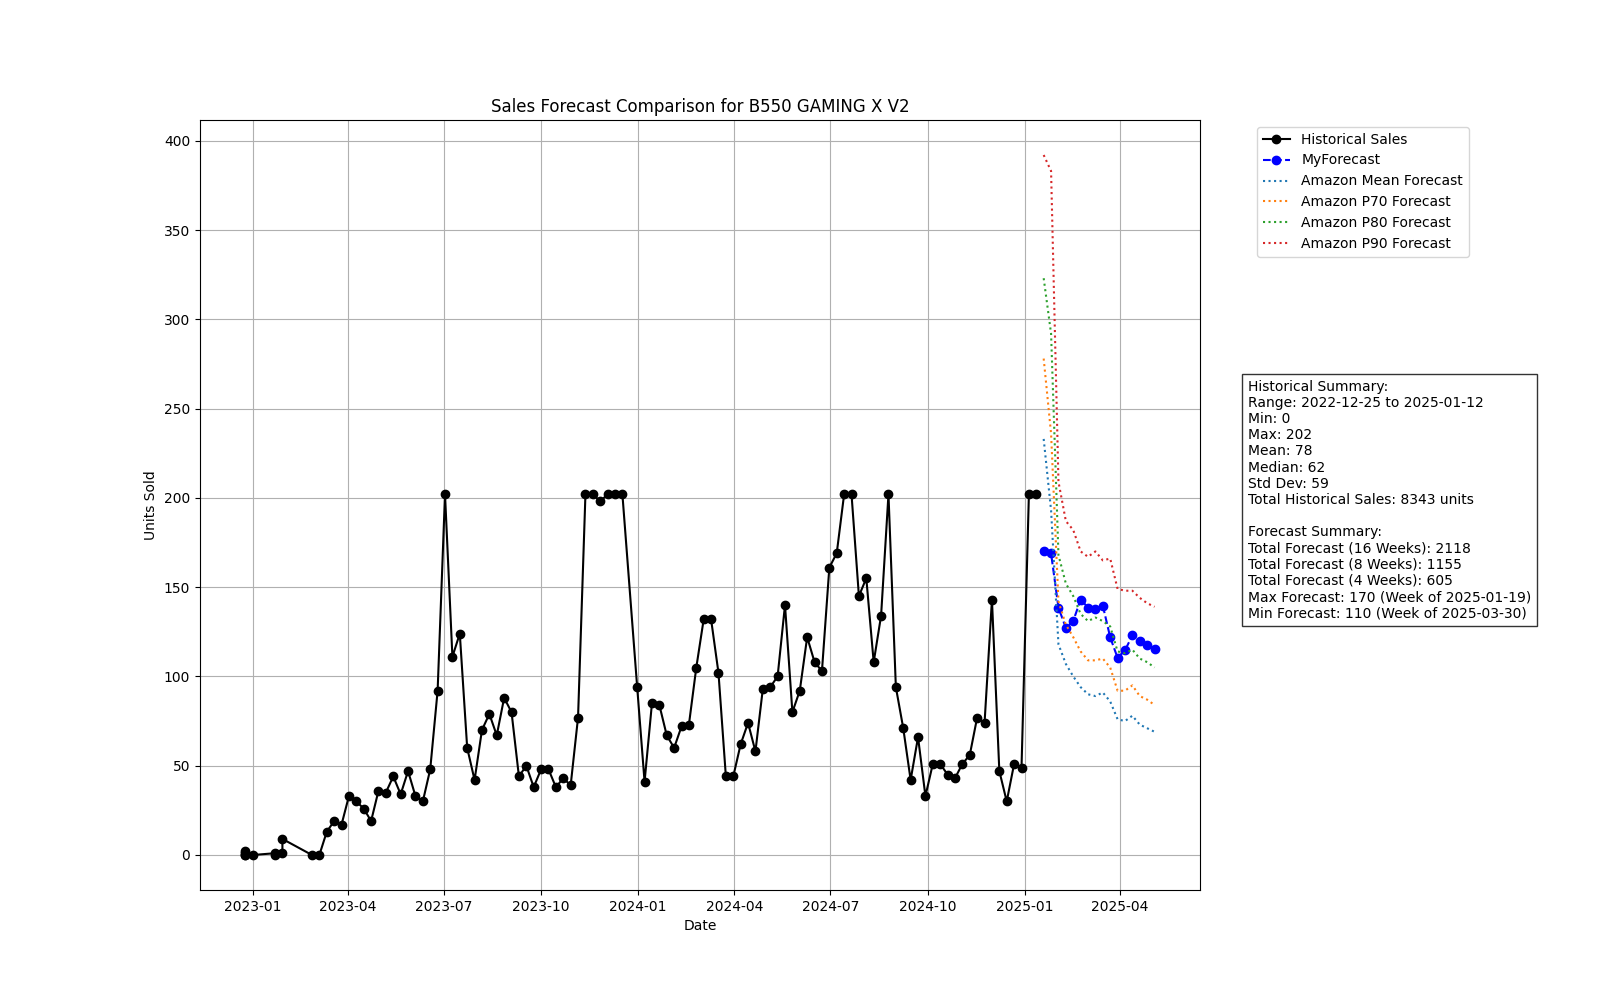 Sales Forecast Comparison for B550 GAMING X V2
400
350
300
250
200
150
100
50
0
Units Sold
2023-01
2023-04
2023-07
2023-10
2024-01
2024-04
2024-07
2024-10
2025-01
2025-04
Date
Historical Sales
MyForecast
Amazon Mean Forecast
Amazon P70 Forecast
Amazon P80 Forecast
Amazon P90 Forecast
Historical Summary:
Range: 2022-12-25 to 2025-01-12
Min: 0
Max: 202
Mean: 78
Median: 62
Std Dev: 59
Total Historical Sales: 8343 units
Forecast Summary:
Total Forecast (16 Weeks): 2118
Total Forecast (8 Weeks): 1155
Total Forecast (4 Weeks): 605
Max Forecast: 170 (Week of 2025-01-19)
Min Forecast: 110 (Week of 2025-03-30)